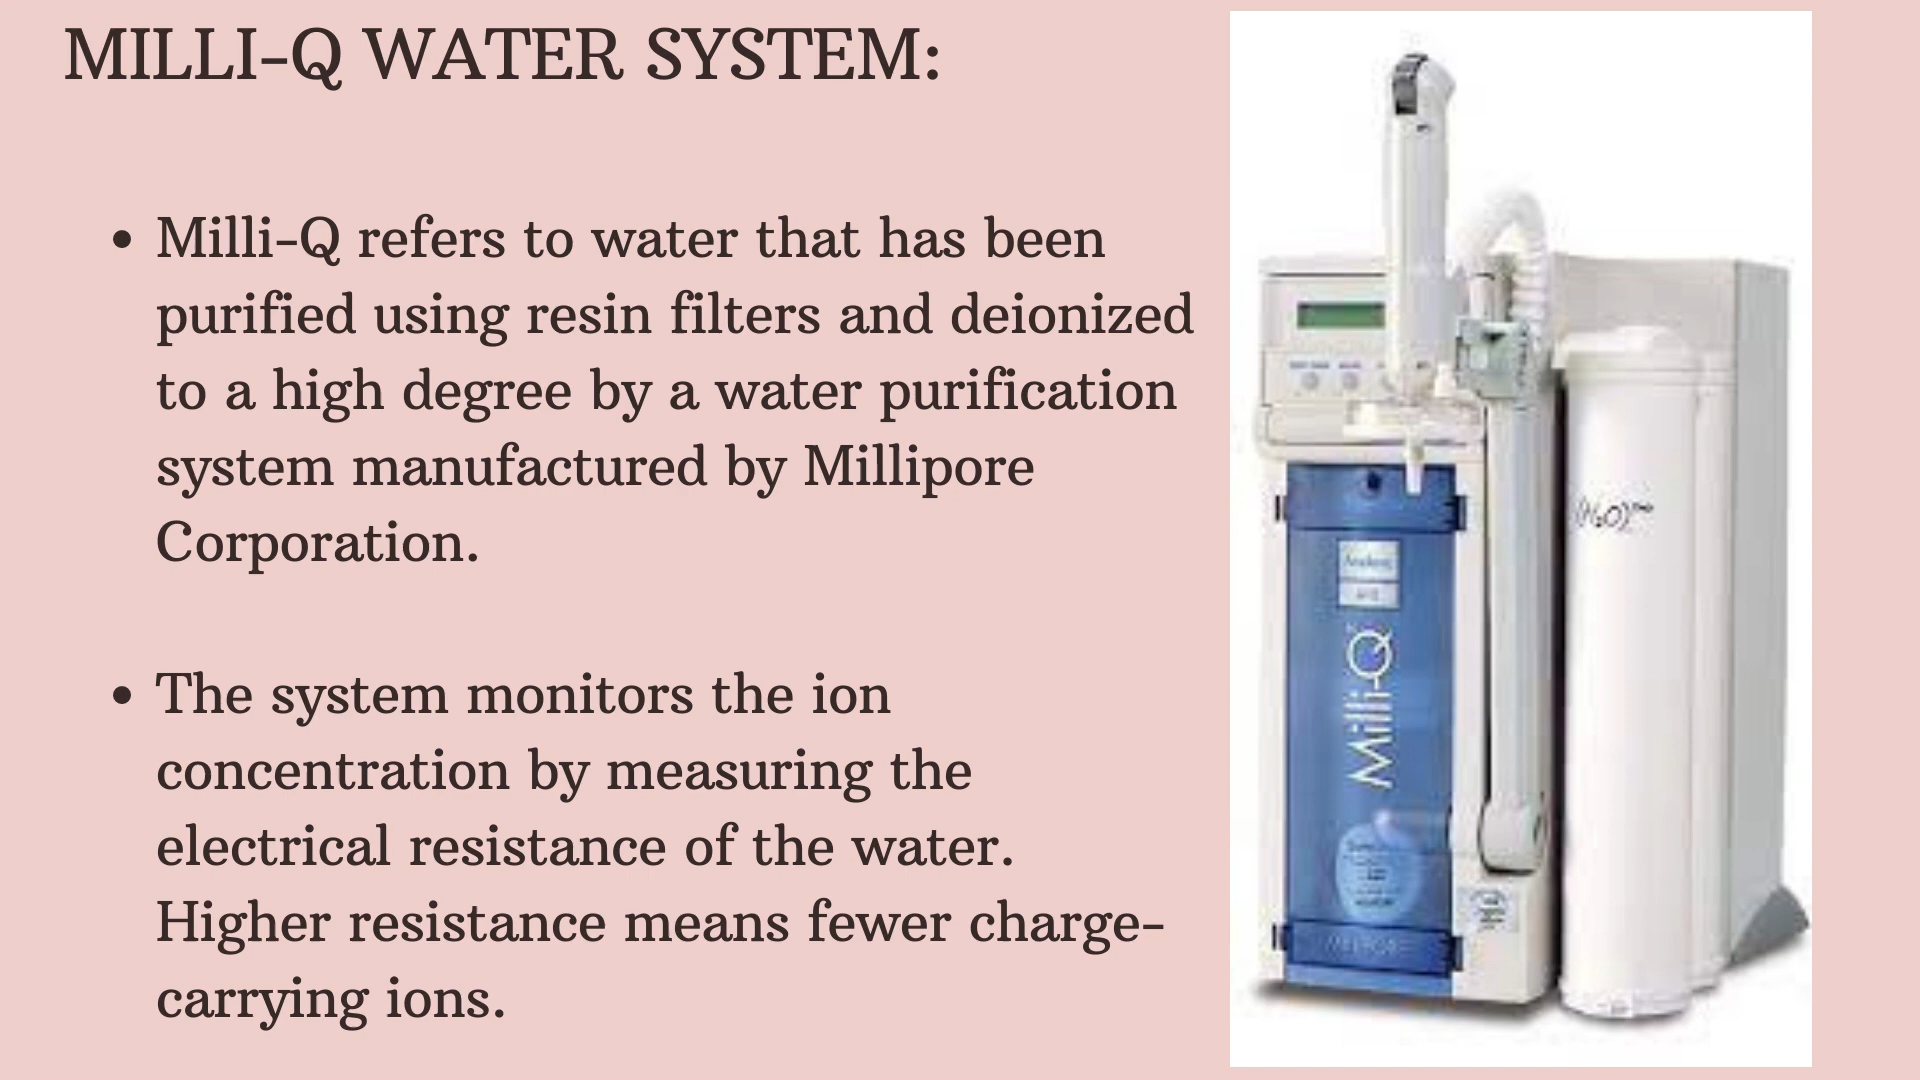 MILLI-Q WATER SYSTEM:
• Milli-Q refers to water that has been
purified using resin filters and deionized
to a high degree by a water purification
system manufactured by Millipore
Corporation.
• The system monitors the ion
concentration by measuring the
electrical resistance of the water.
Higher resistance means fewer charge-
carrying ions.
Milli-Q
MILLIPORE